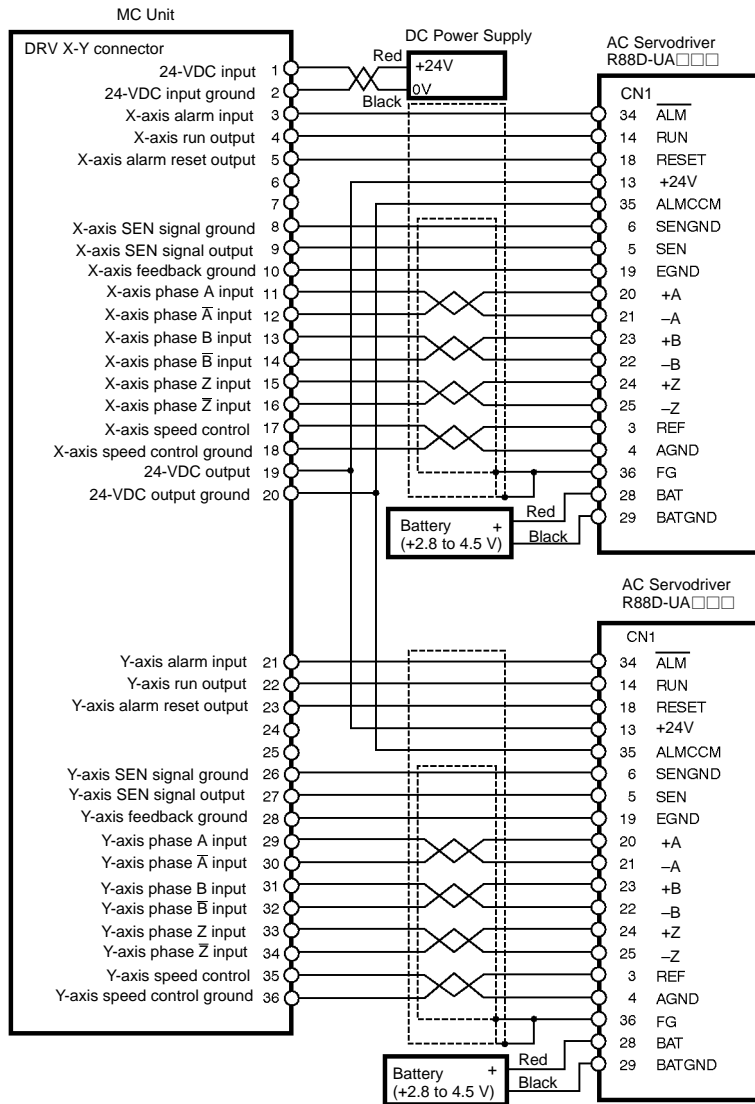 MC Unit
DRV X-Y connector
DC Power Supply
Red +24V
Black 0V
AC Servodriver
R88D-UA□□□
CN1
24-VDC input 1
24-VDC input ground 2
X-axis alarm input 3 34 A̅L̅M̅
X-axis run output 4 14 RUN
X-axis alarm reset output 5 18 RESET
6 13 +24V
7 35 ALMCCM
X-axis SEN signal ground 8 6 SENGND
X-axis SEN signal output 9 5 SEN
X-axis feedback ground 10 19 EGND
X-axis phase A input 11 20 +A
X-axis phase A̅ input 12 21 –A
X-axis phase B input 13 23 +B
X-axis phase B̅ input 14 22 –B
X-axis phase Z input 15 24 +Z
X-axis phase Z̅ input 16 25 –Z
X-axis speed control 17 3 REF
X-axis speed control ground 18 4 AGND
24-VDC output 19 36 FG
24-VDC output ground 20 28 BAT
29 BATGND
Battery +
(+2.8 to 4.5 V)
Red
Black
AC Servodriver
R88D-UA□□□
CN1
Y-axis alarm input 21 34 A̅L̅M̅
Y-axis run output 22 14 RUN
Y-axis alarm reset output 23 18 RESET
24 13 +24V
25 35 ALMCCM
Y-axis SEN signal ground 26 6 SENGND
Y-axis SEN signal output 27 5 SEN
Y-axis feedback ground 28 19 EGND
Y-axis phase A input 29 20 +A
Y-axis phase A̅ input 30 21 –A
Y-axis phase B input 31 23 +B
Y-axis phase B̅ input 32 22 –B
Y-axis phase Z input 33 24 +Z
Y-axis phase Z̅ input 34 25 –Z
Y-axis speed control 35 3 REF
Y-axis speed control ground 36 4 AGND
36 FG
28 BAT
29 BATGND
Battery +
(+2.8 to 4.5 V)
Red
Black